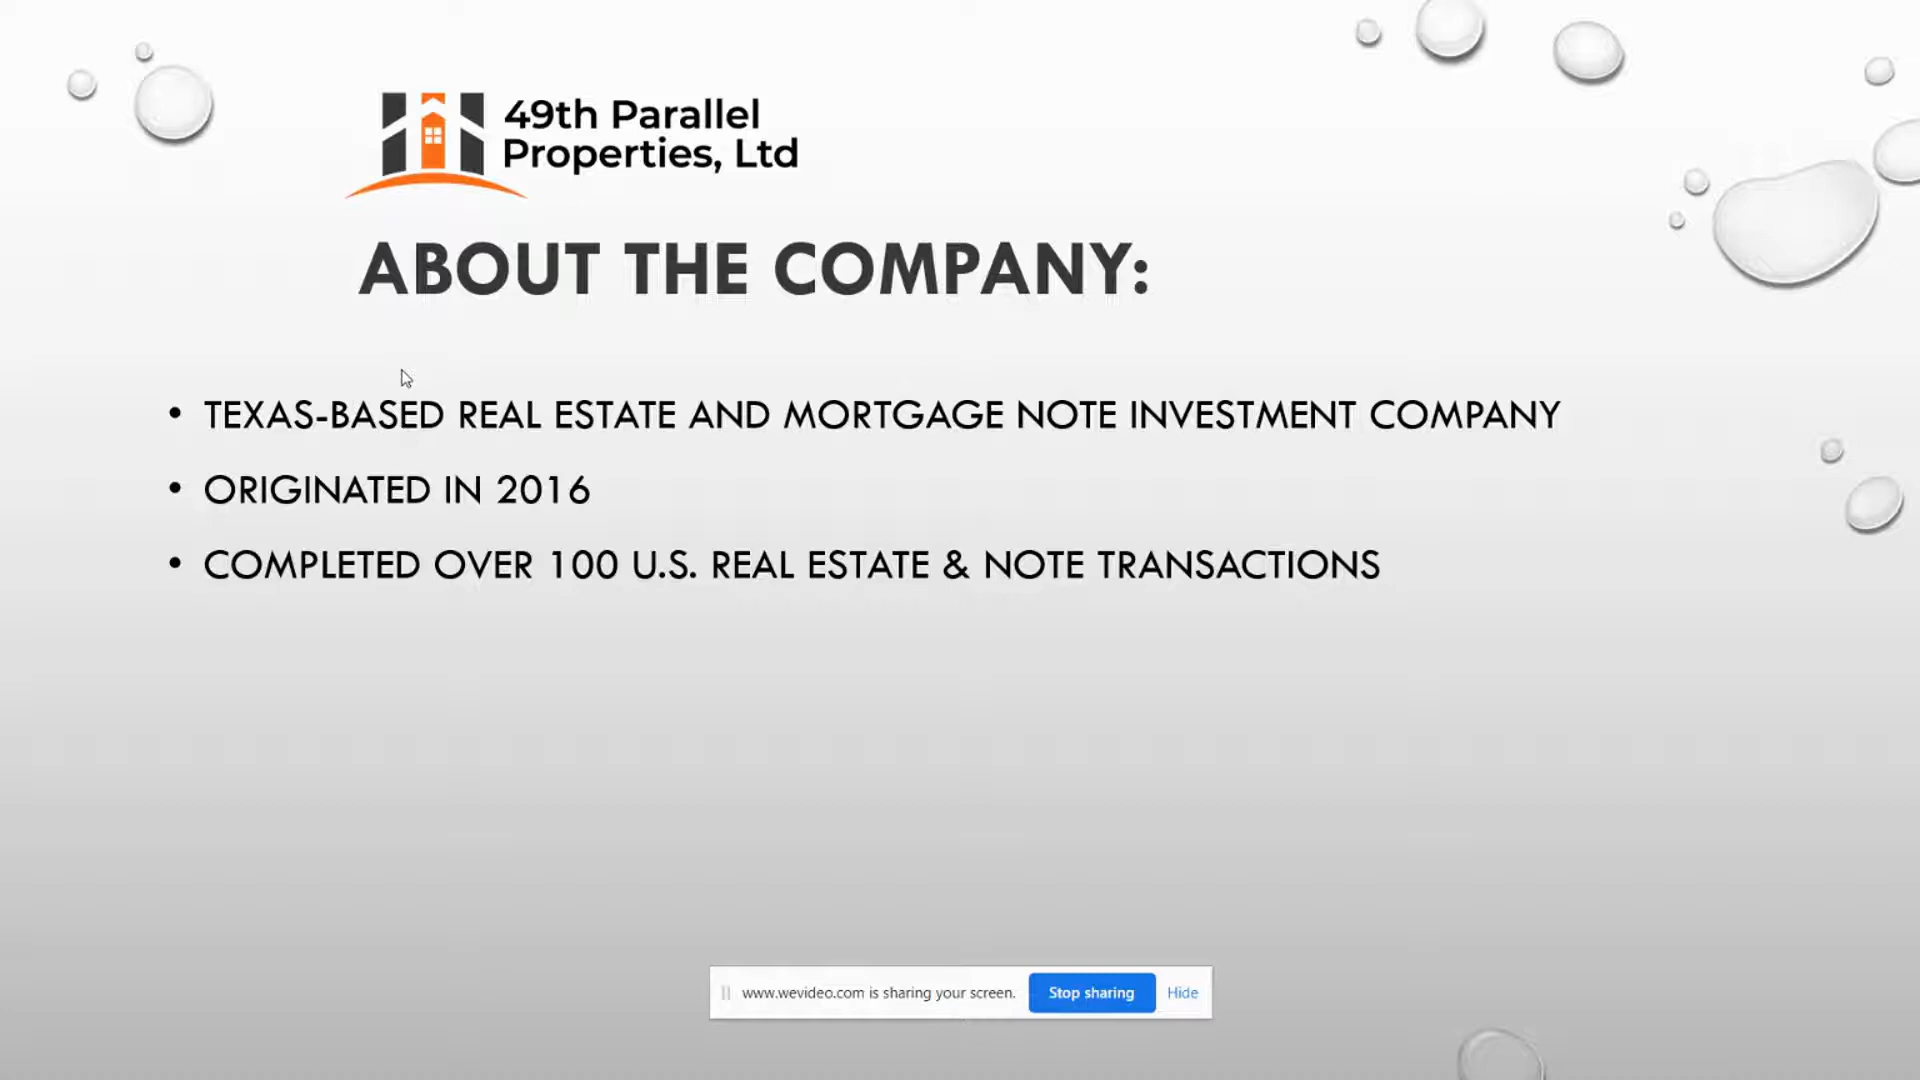 49th Parallel
Properties, Ltd
ABOUT THE COMPANY:
• TEXAS-BASED REAL ESTATE AND MORTGAGE NOTE INVESTMENT COMPANY
• ORIGINATED IN 2016
• COMPLETED OVER 100 U.S. REAL ESTATE & NOTE TRANSACTIONS
www.wevideo.com is sharing your screen. Stop sharing Hide